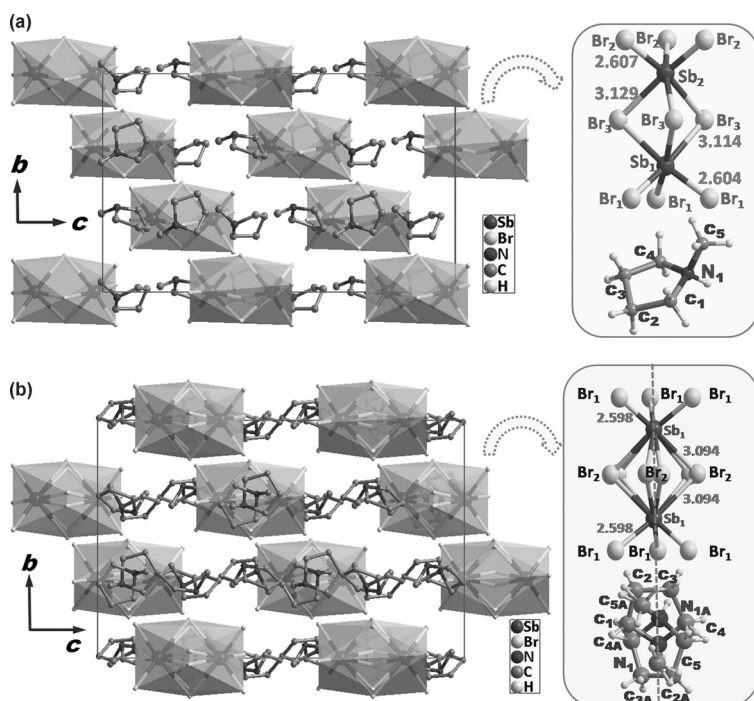 (a)
Br2 Br2 Br2
2.607
Sb2
3.129
Br3 Br3 Br3
3.114
Sb1
2.604
Br1 Br1 Br1
b
c
Sb
Br
N
C
H
C5
C4
N1
C3
C1
C2
(b)
Br1 Br1 Br1
2.598
Sb1
3.094
Br2 Br2 Br2
3.094
Sb1
2.598
Br1 Br1 Br1
b
c
Sb
Br
N
C
H
C2 C3
C5A
N1A
C1
C4
C4A
N1
C5
C2A
C3A